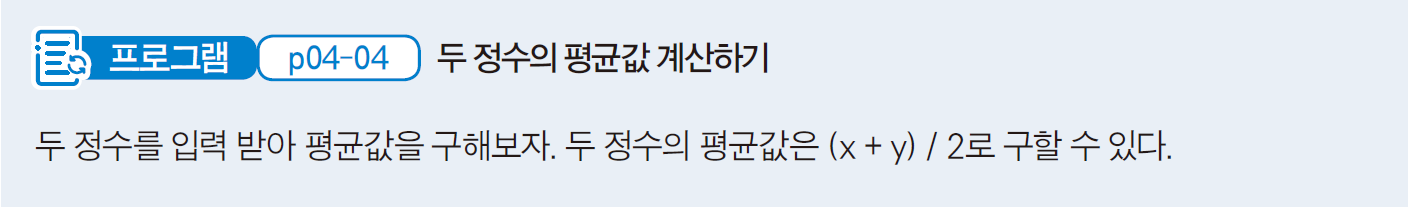 프로그램 p04-04 두 정수의 평균값 계산하기
두 정수를 입력 받아 평균값을 구해보자. 두 정수의 평균값은 (x + y) / 2로 구할 수 있다.